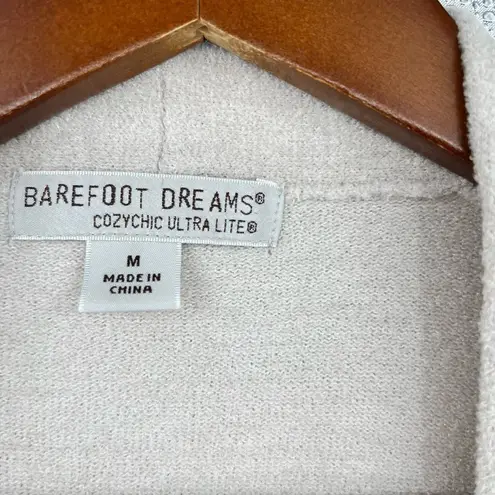 BAREFOOT DREAMS®
COZYCHIC ULTRA LITE®
M
MADE IN
CHINA